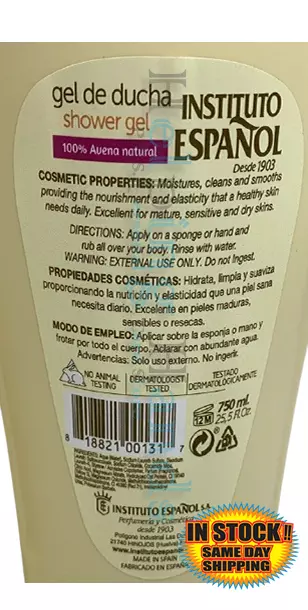 gel de ducha
shower gel
100% Avena natural
INSTITUTO
ESPAÑOL
Desde 1903
COSMETIC PROPERTIES: Moistures, cleans and smooths
providing the nourishment and elasticity that a healthy skin
needs daily. Excellent for mature, sensitive and dry skins.
DIRECTIONS: Apply on a sponge or hand and
rub all over your body. Rinse with water.
WARNING: EXTERNAL USE ONLY. Do not Ingest.
PROPIEDADES COSMÉTICAS: Hidrata, limpia y suaviza
proporcionando la nutrición y elasticidad que una piel sana
necesita diario. Excelente en pieles maduras,
sensibles o resecas.
MODO DE EMPLEO: Aplicar sobre la esponja o mano y
frotar por todo el cuerpo. Aclarar con abundante agua.
Advertencias: Solo uso externo. No ingerir.
NO ANIMAL
TESTING
DERMATOLOGIST
TESTED
TESTADO
DERMATOLÓGICAMENTE
8 18821 00131 7
12M
750 ml.
25,5 Fl. Oz.
INSTITUTO ESPAÑOL S.A.
Perfumería y Cosmética
desde 1903
Polígono Industrial Las
21740 HINOJOS (Huelva)
www.institutoespañ
MADE IN SPAIN
FABRICADO EN ESPAÑ
IN STOCK!!
SAME DAY
SHIPPING